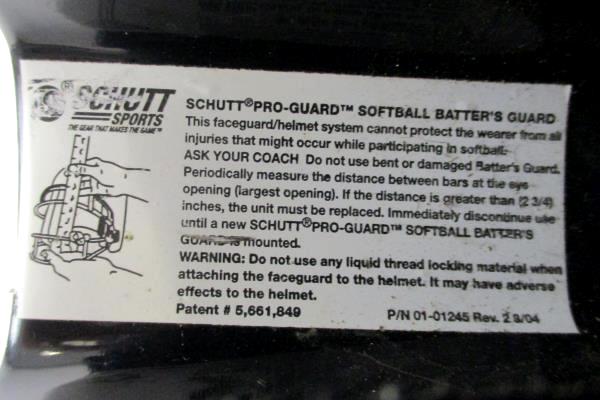 SCHUTT
SPORTS
THE GEAR THAT MAKES THE GAME™
SCHUTT®PRO-GUARD™ SOFTBALL BATTER'S GUARD
This faceguard/helmet system cannot protect the wearer from all
injuries that might occur while participating in softball.
ASK YOUR COACH Do not use bent or damaged Batter's Guard.
Periodically measure the distance between bars at the eye
opening (largest opening). If the distance is greater than (2 3/4)
inches, the unit must be replaced. Immediately discontinue use
until a new SCHUTT®PRO-GUARD™ SOFTBALL BATTER'S
GUARD is mounted.
WARNING: Do not use any liquid thread locking material when
attaching the faceguard to the helmet. It may have adverse
effects to the helmet.
Patent # 5,661,849
P/N 01-01245 Rev. 2 3/04